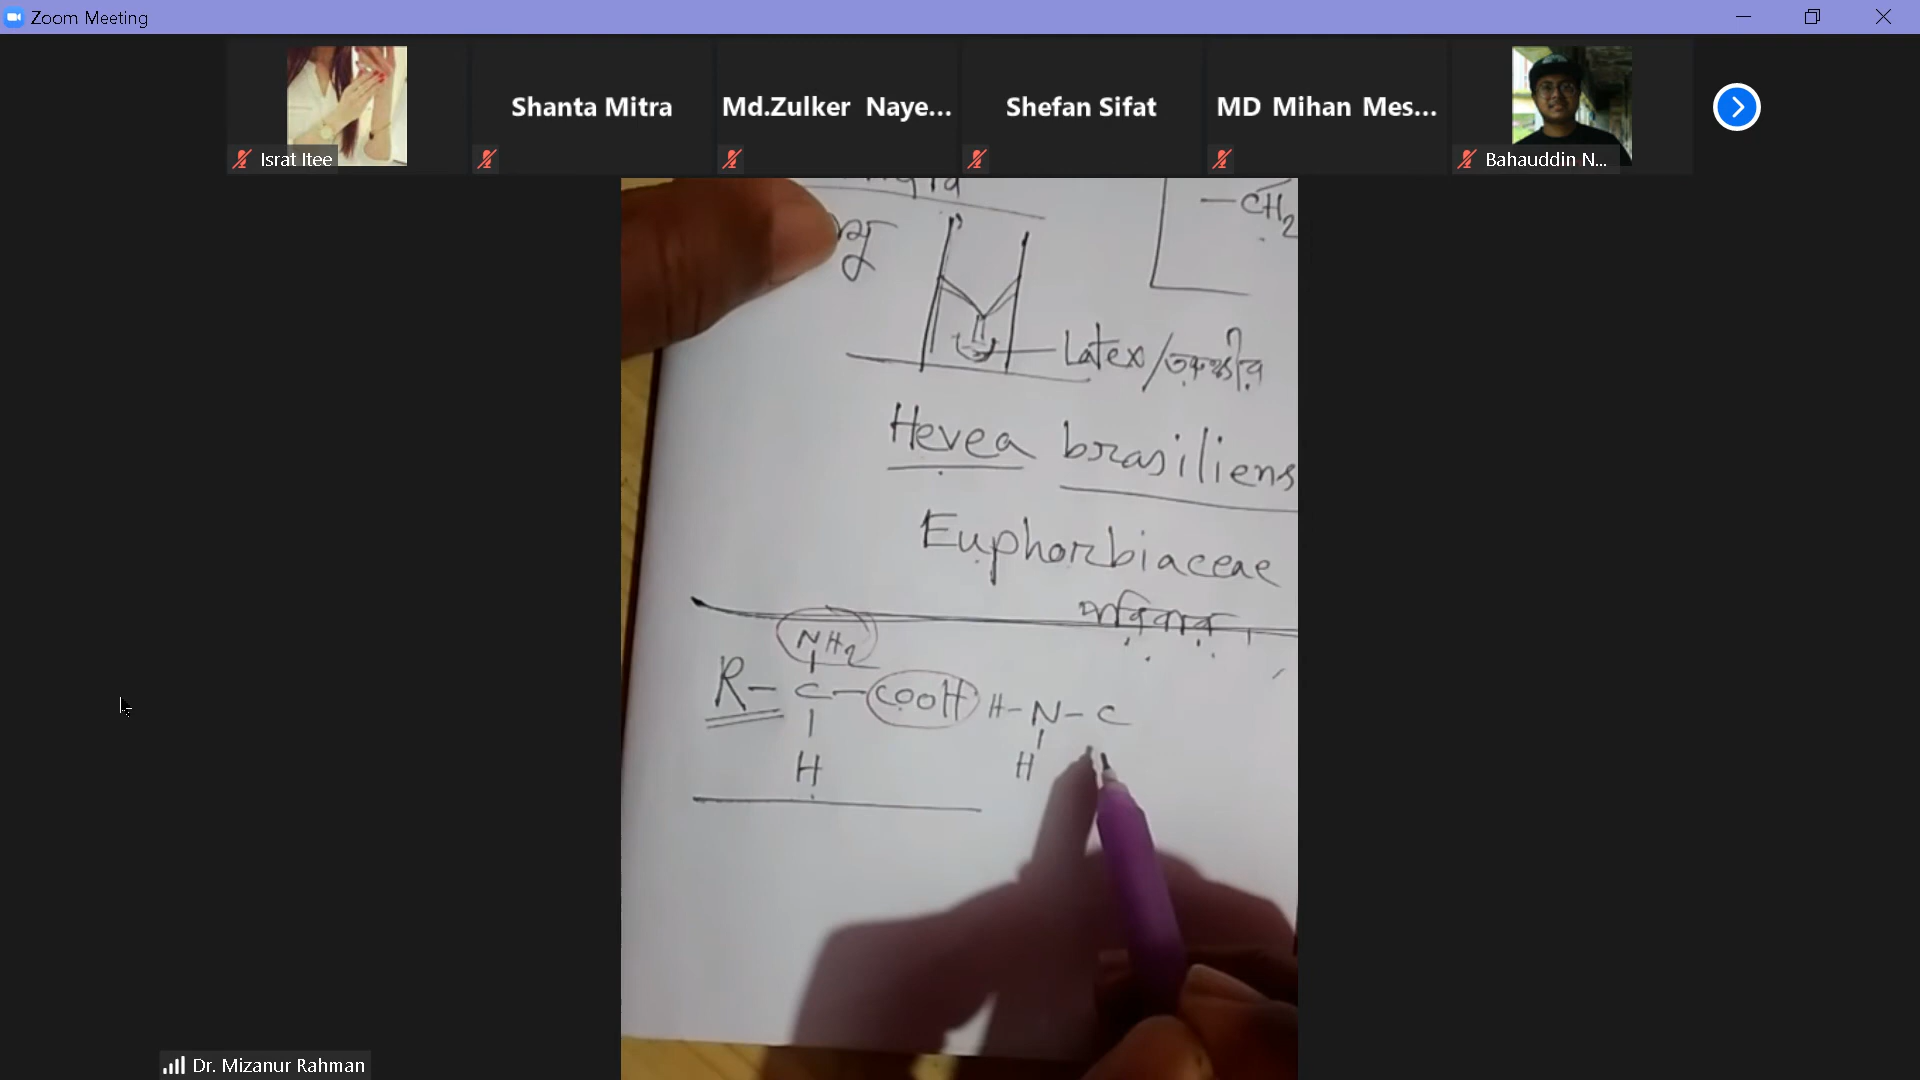 Zoom Meeting
Israt Itee
Shanta Mitra
Md.Zulker Naye...
Shefan Sifat
MD Mihan Mes...
Bahauddin N...
—CH2
Latex/তরুক্ষীর
Hevea brasiliens
Euphorbiaceae
NH2
R—C—COOH H-N-C
H
H
Dr. Mizanur Rahman